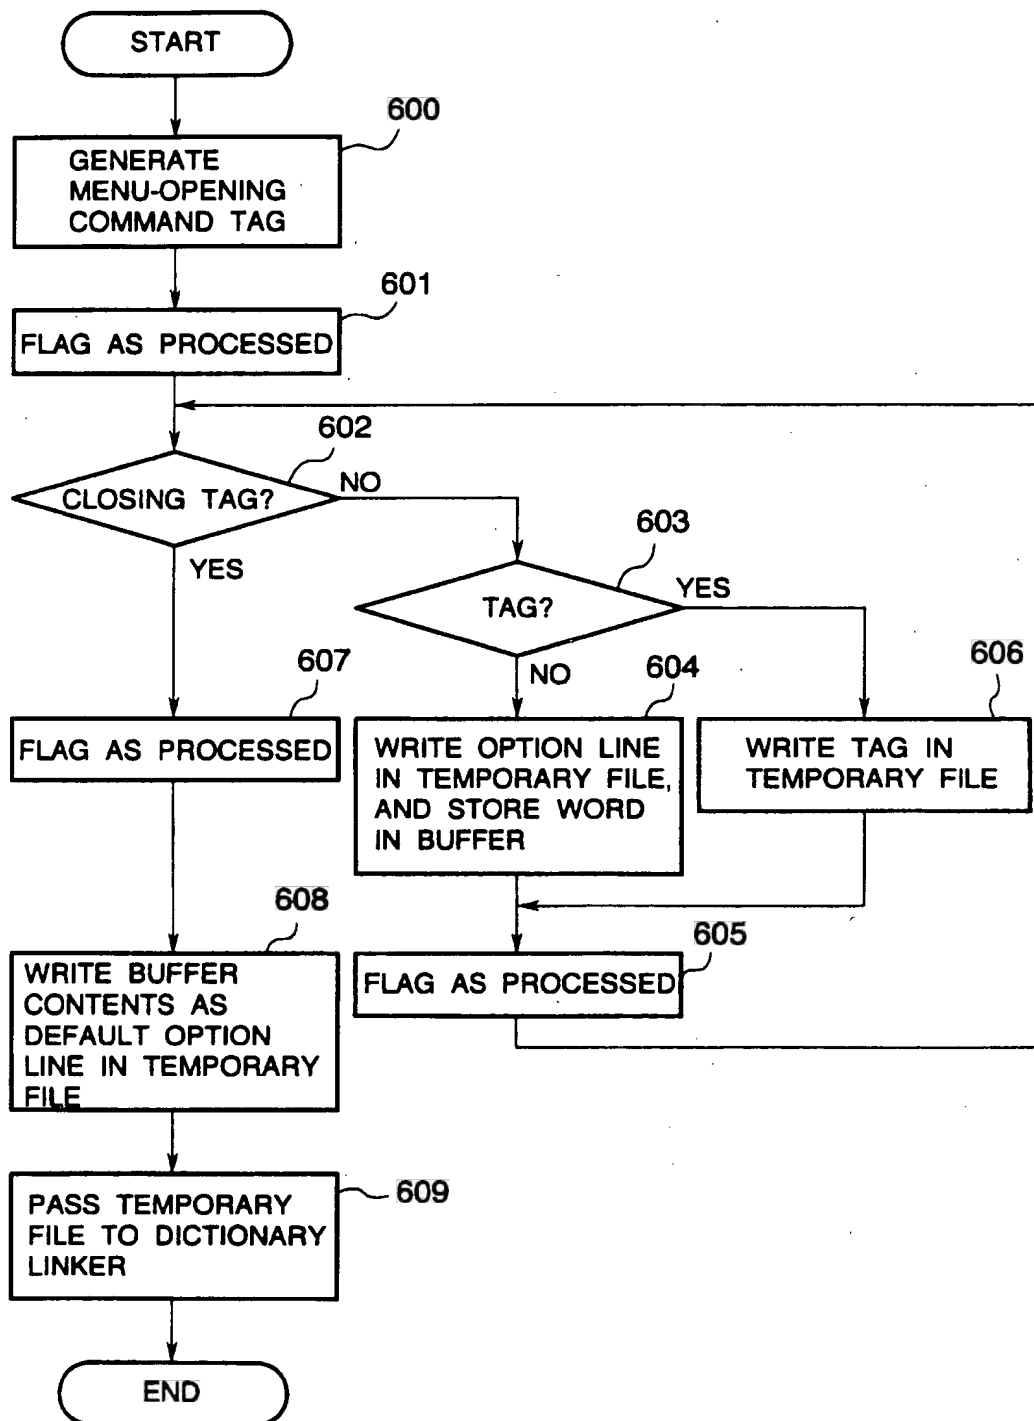 START
600
GENERATE
MENU-OPENING
COMMAND TAG
601
FLAG AS PROCESSED
602
CLOSING TAG?
NO
YES
603
TAG?
YES
NO
607
FLAG AS PROCESSED
604
WRITE OPTION LINE
IN TEMPORARY FILE,
AND STORE WORD
IN BUFFER
606
WRITE TAG IN
TEMPORARY FILE
605
FLAG AS PROCESSED
608
WRITE BUFFER
CONTENTS AS
DEFAULT OPTION
LINE IN TEMPORARY
FILE
609
PASS TEMPORARY
FILE TO DICTIONARY
LINKER
END